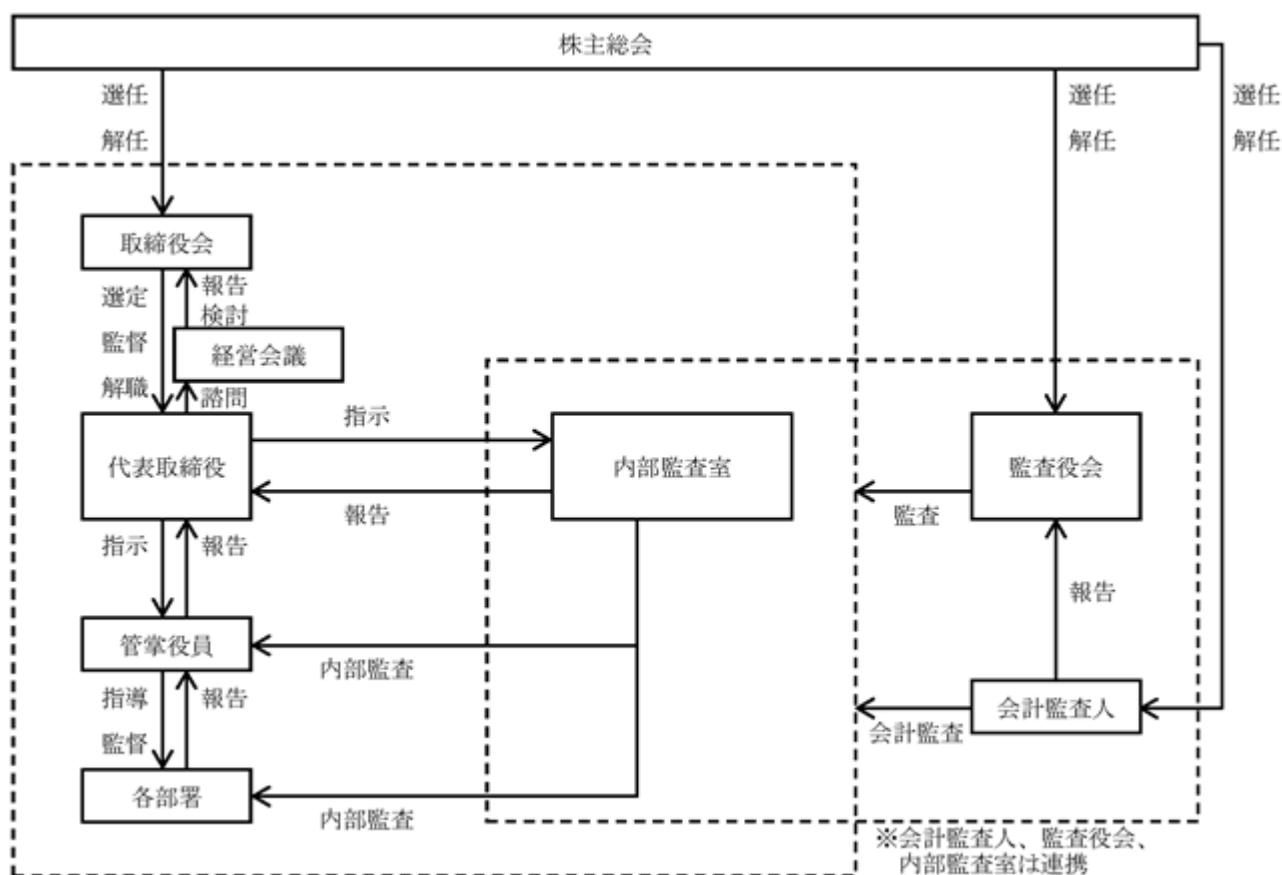 株主総会
選任
解任
選任
解任
選任
解任
取締役会
選定
監督
解職
報告
検討
経営会議
諮問
代表取締役
指示
報告
内部監査室
監査役会
監査
指示
報告
報告
管掌役員
内部監査
指導
監督
報告
会計監査人
会計監査
各部署
内部監査
※会計監査人、監査役会、
内部監査室は連携